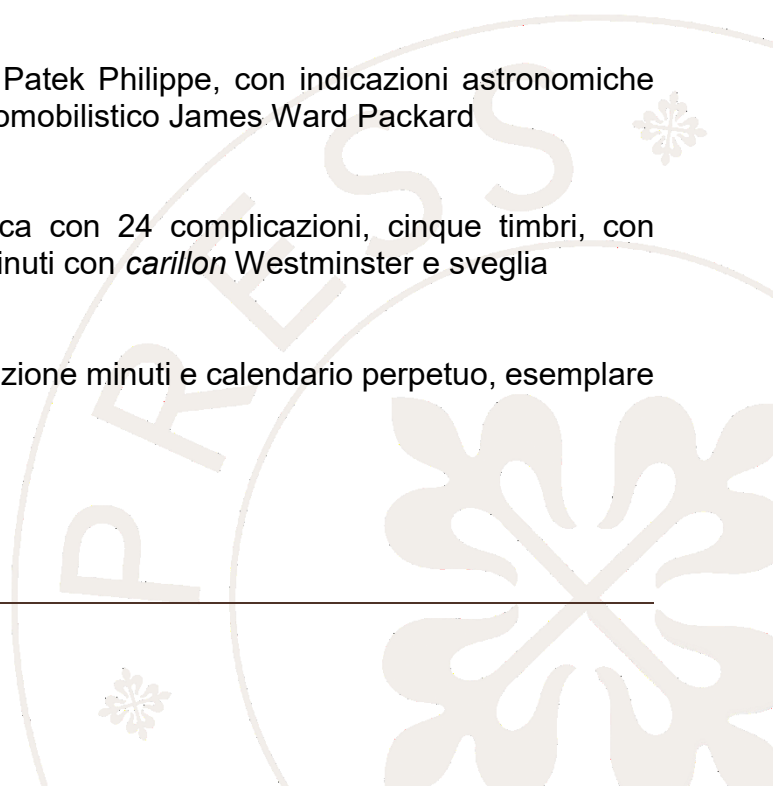 Patek Philippe, con indicazioni astronomiche
omobilistico James Ward Packard
ca con 24 complicazioni, cinque timbri, con
inuti con carillon Westminster e sveglia
zione minuti e calendario perpetuo, esemplare
PRESS